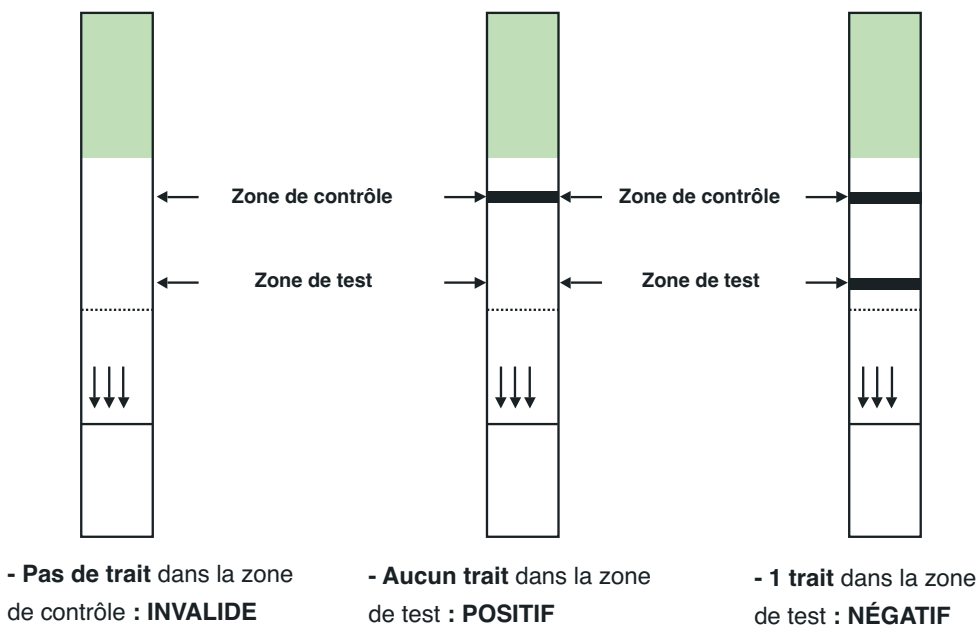 Zone de contrôle
Zone de contrôle
Zone de test
Zone de test
- Pas de trait dans la zone
de contrôle : INVALIDE
- Aucun trait dans la zone
de test : POSITIF
- 1 trait dans la zone
de test : NÉGATIF